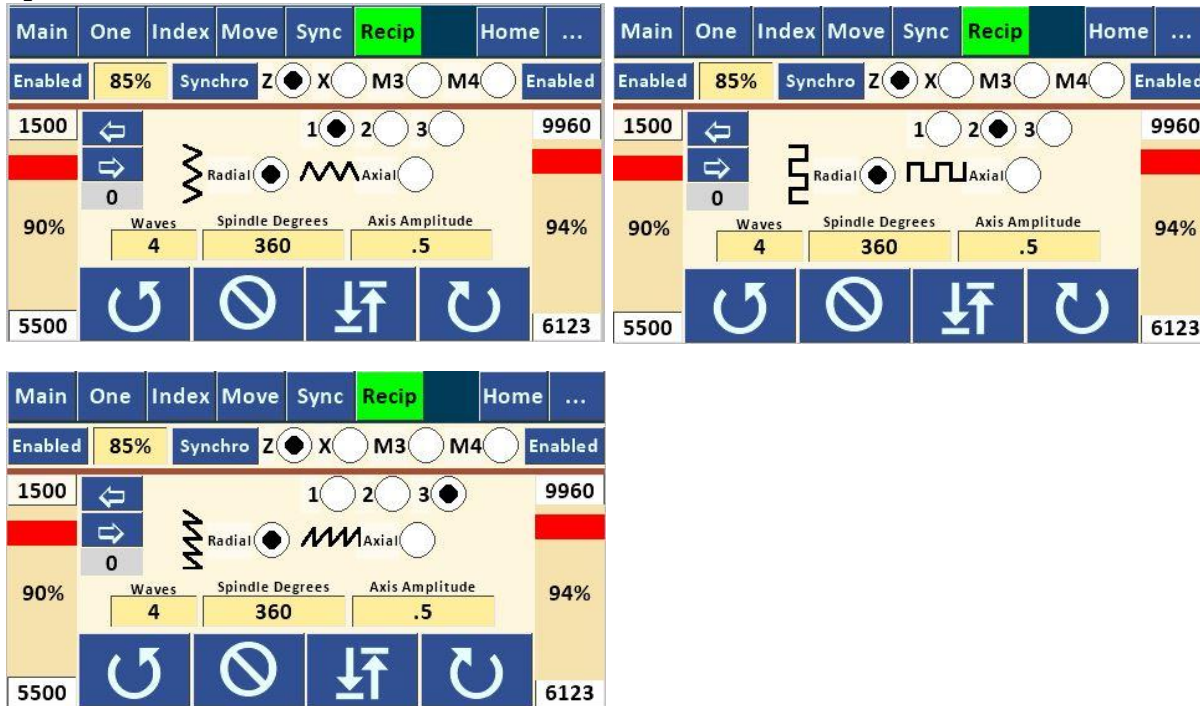 Main One Index Move Sync Recip Home ...
Enabled 85% Synchro Z X M3 M4 Enabled
1500 1 2 3 9960
Radial Axial
0
90% Waves Spindle Degrees Axis Amplitude 94%
4 360 .5
5500 6123
Main One Index Move Sync Recip Home ...
Enabled 85% Synchro Z X M3 M4 Enabled
1500 1 2 3 9960
Radial Axial
0
90% Waves Spindle Degrees Axis Amplitude 94%
4 360 .5
5500 6123
Main One Index Move Sync Recip Home ...
Enabled 85% Synchro Z X M3 M4 Enabled
1500 1 2 3 9960
Radial Axial
0
90% Waves Spindle Degrees Axis Amplitude 94%
4 360 .5
5500 6123